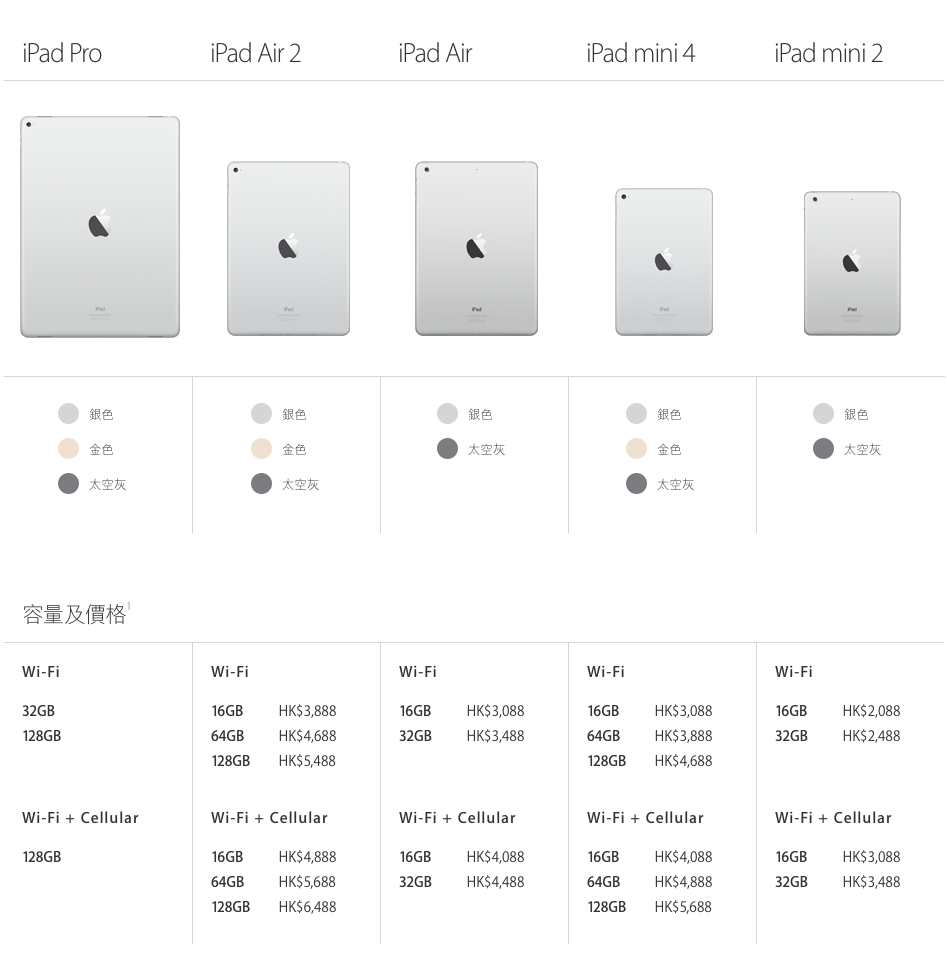 iPad Pro iPad Air 2 iPad Air iPad mini 4 iPad mini 2
iPad iPad iPad iPad iPad
銀色 銀色 銀色 銀色 銀色
金色 金色 太空灰 金色 太空灰
太空灰 太空灰 太空灰
容量及價格1
Wi-Fi Wi-Fi Wi-Fi Wi-Fi Wi-Fi
32GB 16GB HK$3,888 16GB HK$3,088 16GB HK$3,088 16GB HK$2,088
128GB 64GB HK$4,688 32GB HK$3,488 64GB HK$3,888 32GB HK$2,488
128GB HK$5,488 128GB HK$4,688
Wi-Fi + Cellular Wi-Fi + Cellular Wi-Fi + Cellular Wi-Fi + Cellular Wi-Fi + Cellular
128GB 16GB HK$4,888 16GB HK$4,088 16GB HK$4,088 16GB HK$3,088
64GB HK$5,688 32GB HK$4,488 64GB HK$4,888 32GB HK$3,488
128GB HK$6,488 128GB HK$5,688